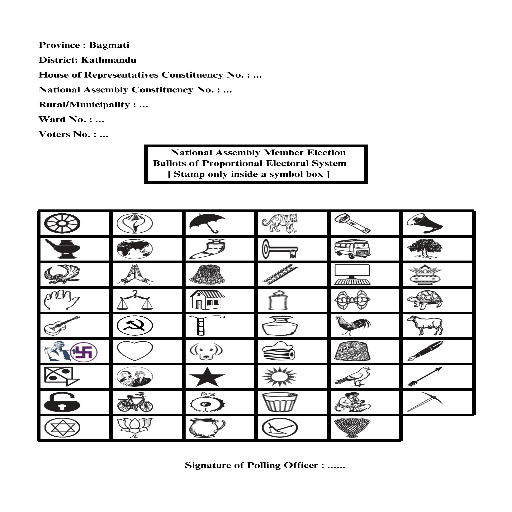 Province : Bagmati
District: Kathmandu
House of Representatives Constituency No. : ...
National Assembly Constituency No. : ...
Rural/Municipality : ...
Ward No. : ...
Voters No. : ...
National Assembly Member Election
Ballots of Proportional Electoral System
[ Stamp only inside a symbol box ]
Signature of Polling Officer : ......